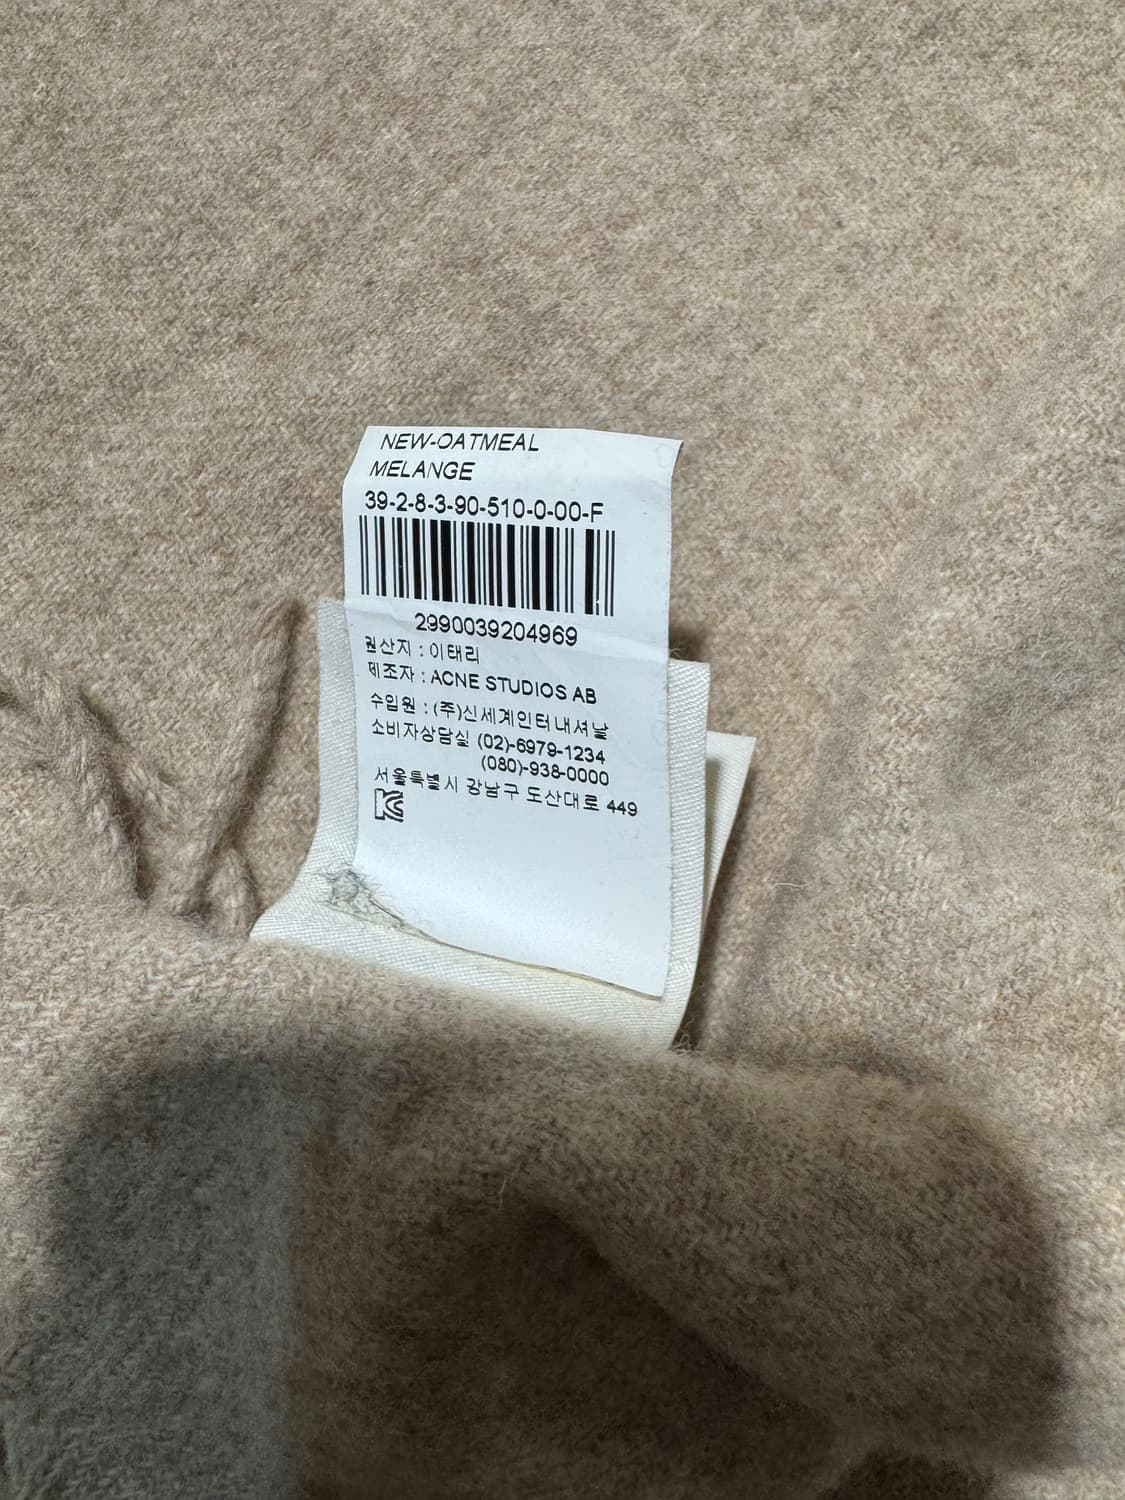 NEW-OATMEAL
MELANGE
39-2-8-3-90-510-0-00-F
2990039204969
원산지 : 이태리
제조자 : ACNE STUDIOS AB
수입원 : (주)신세계인터내셔날
소비자상담실 (02)-6979-1234
(080)-938-0000
서울특별시 강남구 도산대로 449